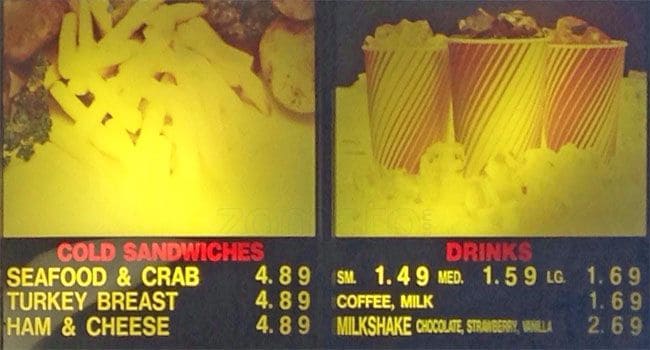 COLD SANDWICHES
SEAFOOD & CRAB 4.89
TURKEY BREAST 4.89
HAM & CHEESE 4.89
DRINKS
SM. 1.49 MED. 1.59 LG. 1.69
COFFEE, MILK 1.69
MILKSHAKE CHOCOLATE, STRAWBERRY, VANILLA 2.69